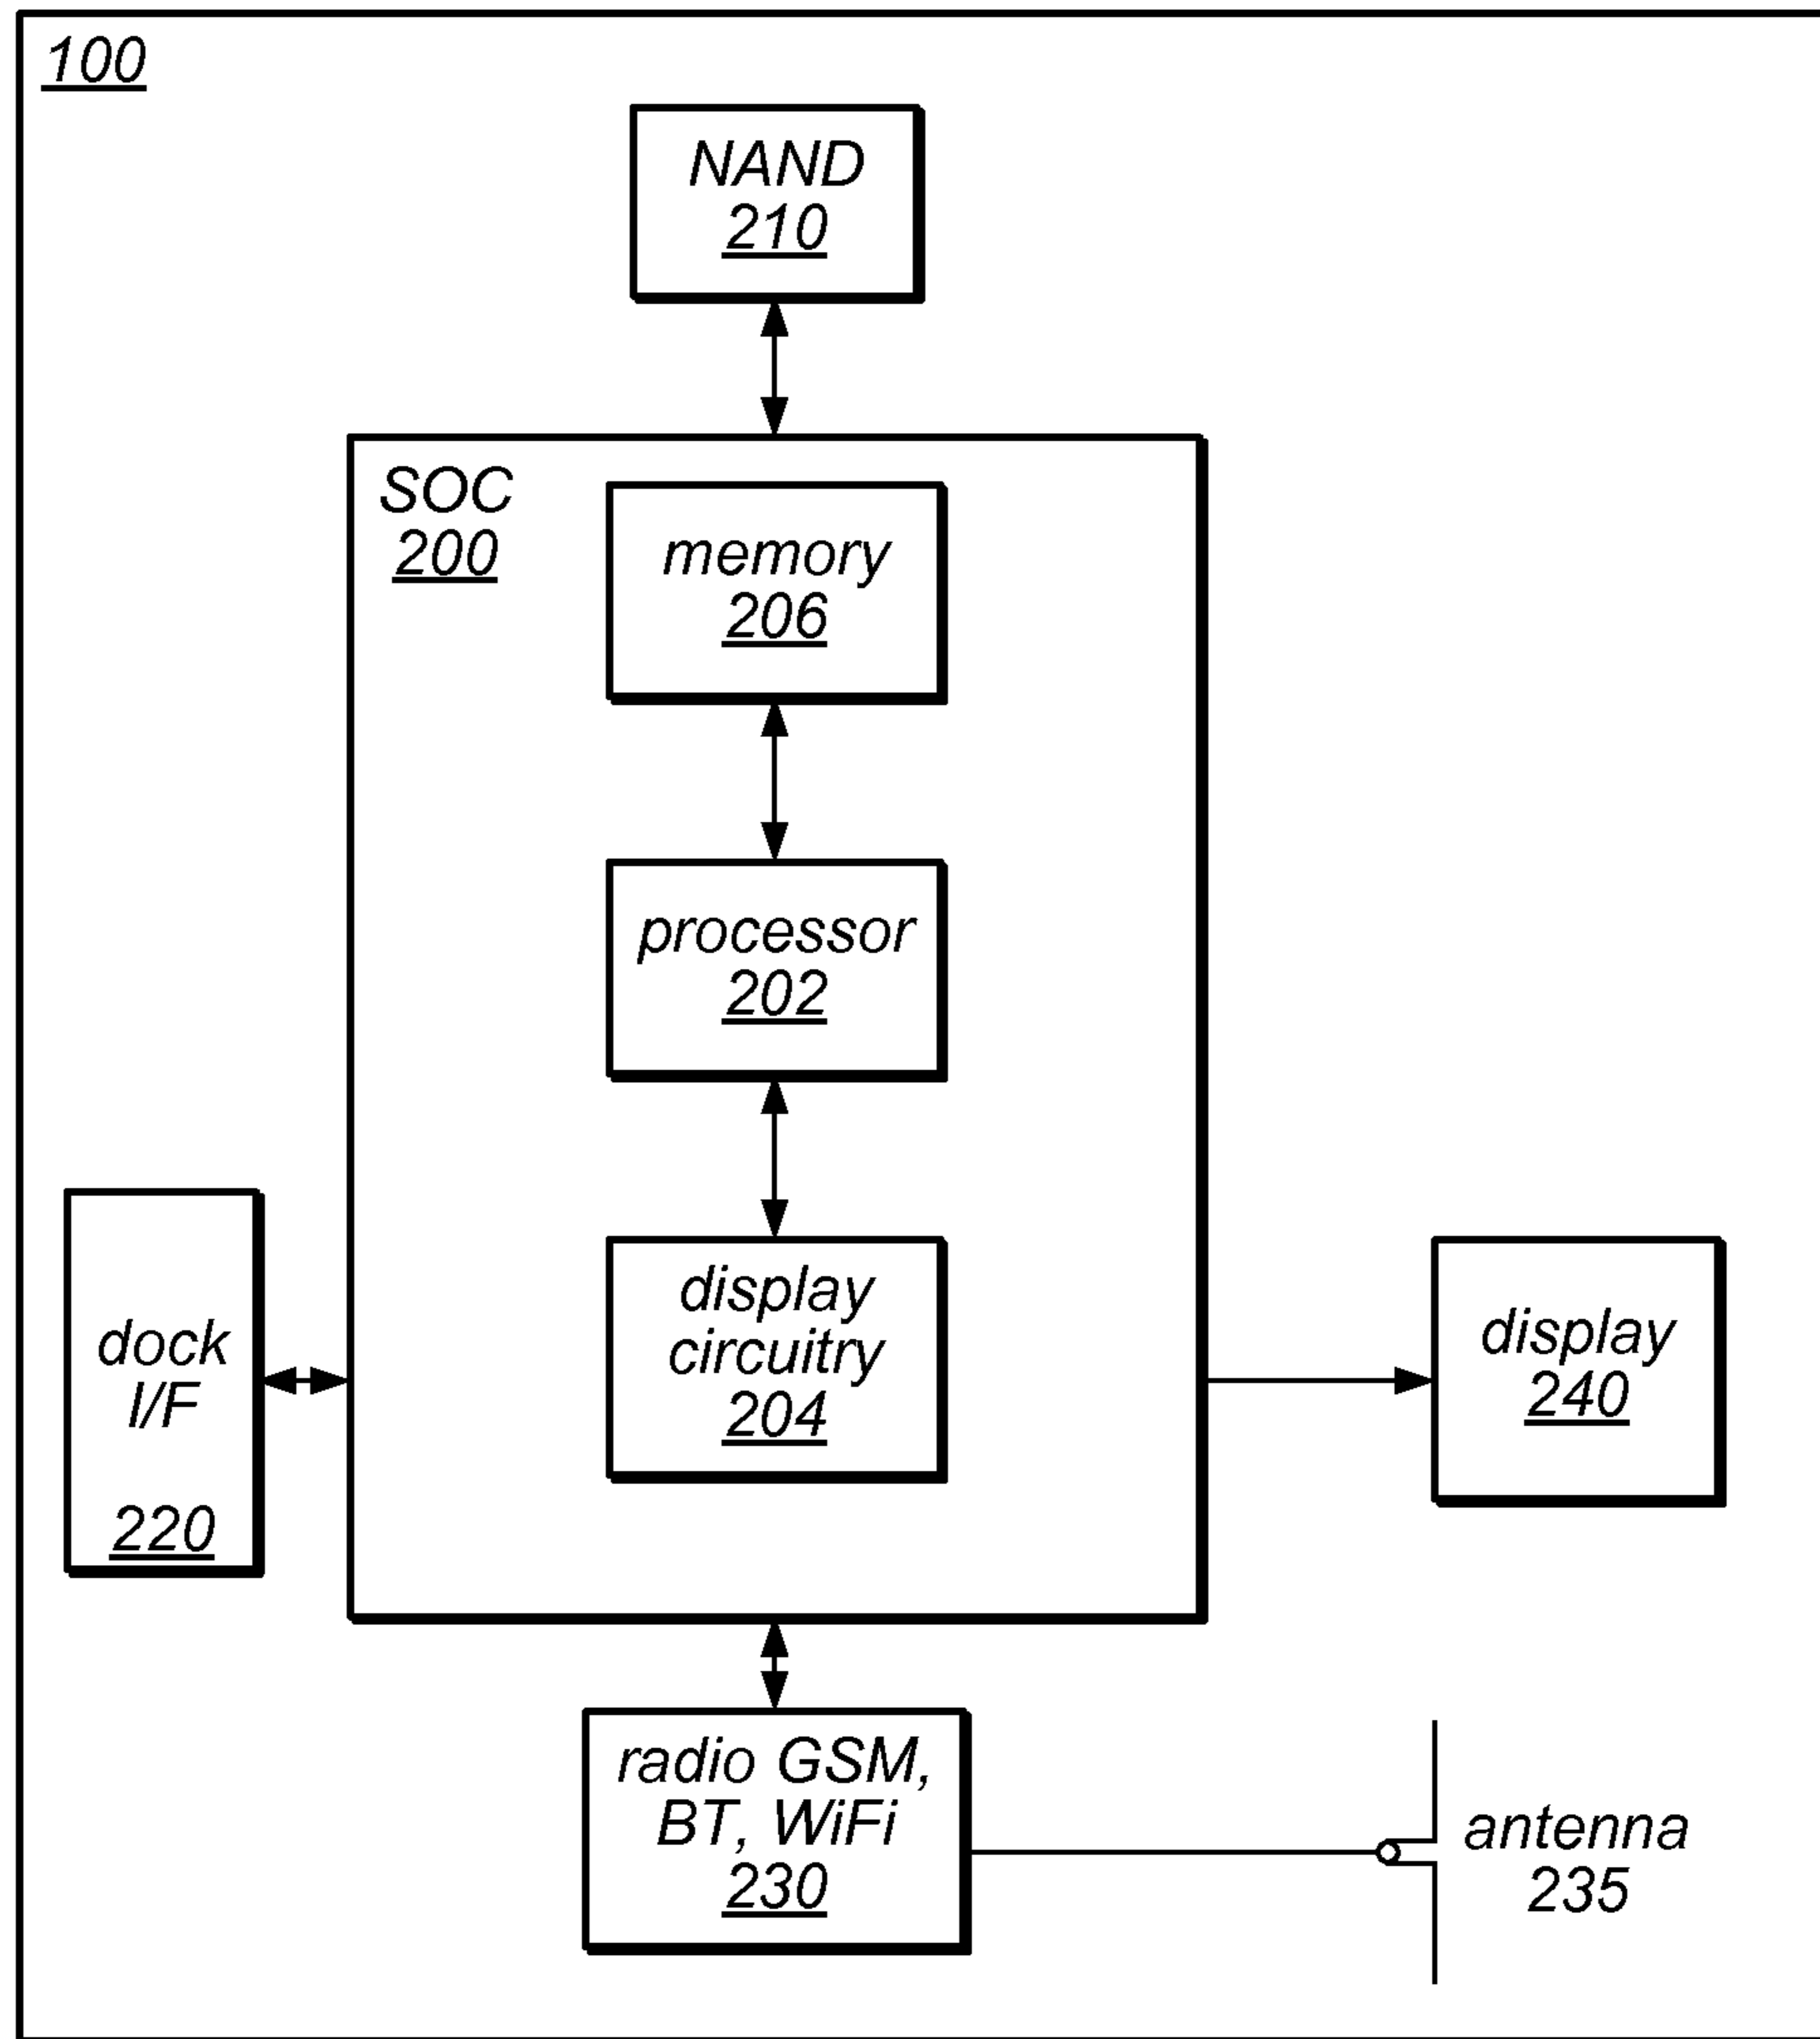 100
NAND
210
SOC
200
memory
206
processor
202
display
circuitry
204
dock
I/F
220
display
240
radio GSM,
BT, WiFi
230
antenna
235